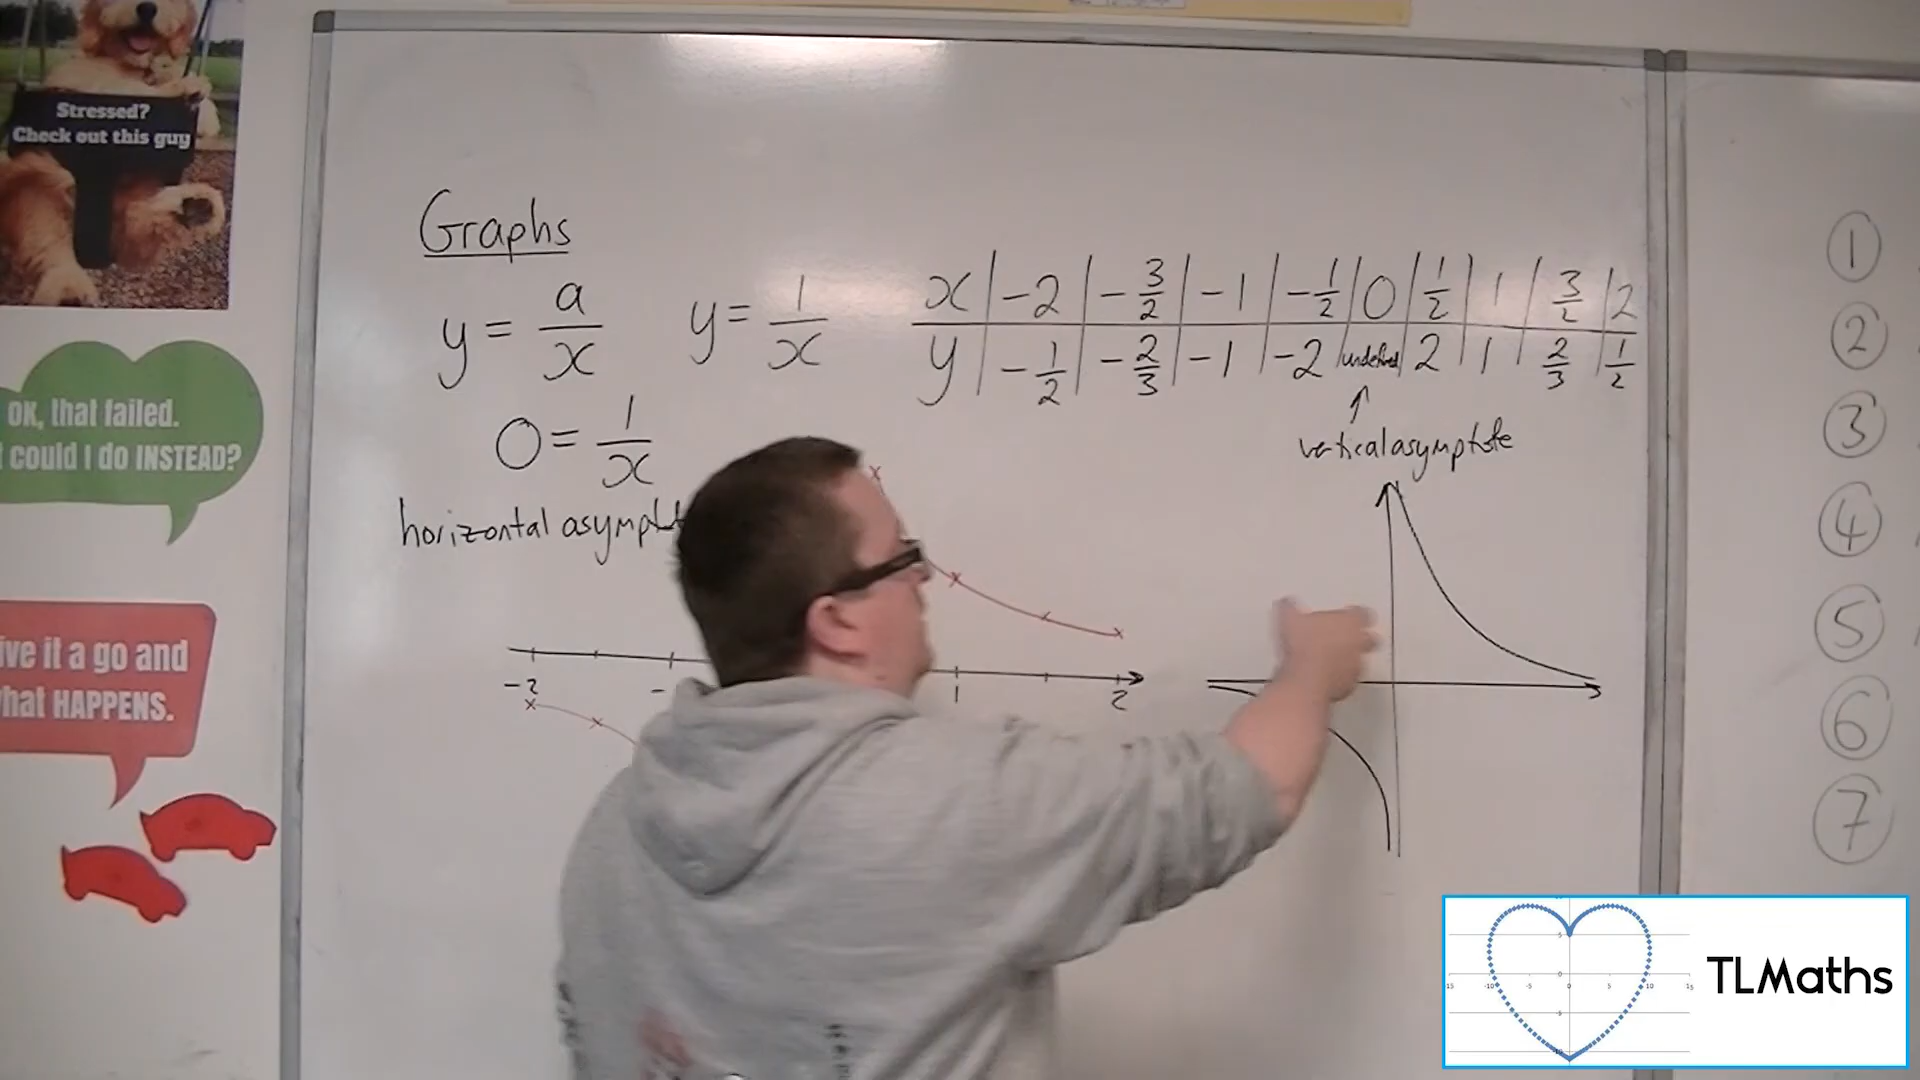 Stressed?
Check out this guy
OK, that failed.
could I do INSTEAD?
ive it a go and
what HAPPENS.
Graphs
y = a/x
y = 1/x
x | -2 | -3/2 | -1 | -1/2 | 0 | 1/2 | 1 | 3/2 | 2
y | -1/2 | -2/3 | -1 | -2 | undefined | 2 | 1 | 2/3 | 1/2
↑
vertical asymptote
0 = 1/x
horizontal asympt
-2 - 1 2
① 
②
③
④
⑤
⑥
⑦
TLMaths